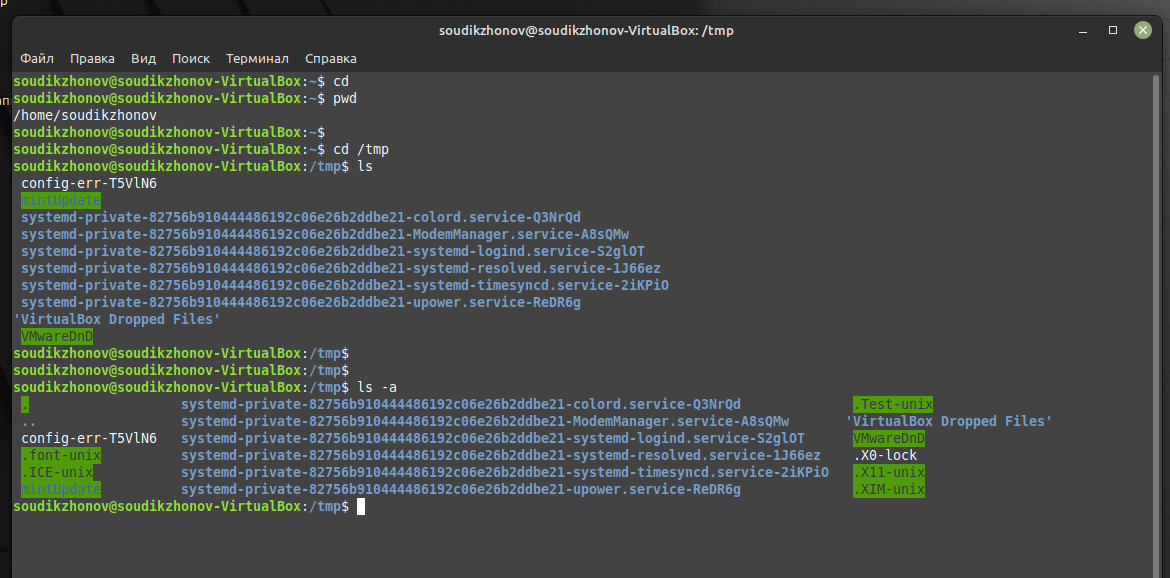 soudikzhonov@soudikzhonov-VirtualBox: /tmp
Файл Правка Вид Поиск Терминал Справка
soudikzhonov@soudikzhonov-VirtualBox:~$ cd
soudikzhonov@soudikzhonov-VirtualBox:~$ pwd
/home/soudikzhonov
soudikzhonov@soudikzhonov-VirtualBox:~$
soudikzhonov@soudikzhonov-VirtualBox:~$ cd /tmp
soudikzhonov@soudikzhonov-VirtualBox:/tmp$ ls
config-err-T5VlN6
mintUpdate
systemd-private-82756b910444486192c06e26b2ddbe21-colord.service-Q3NrQd
systemd-private-82756b910444486192c06e26b2ddbe21-ModemManager.service-A8sQMw
systemd-private-82756b910444486192c06e26b2ddbe21-systemd-logind.service-S2glOT
systemd-private-82756b910444486192c06e26b2ddbe21-systemd-resolved.service-1J66ez
systemd-private-82756b910444486192c06e26b2ddbe21-systemd-timesyncd.service-2iKPiO
systemd-private-82756b910444486192c06e26b2ddbe21-upower.service-ReDR6g
'VirtualBox Dropped Files'
VMwareDnD
soudikzhonov@soudikzhonov-VirtualBox:/tmp$
soudikzhonov@soudikzhonov-VirtualBox:/tmp$
soudikzhonov@soudikzhonov-VirtualBox:/tmp$ ls -a
. systemd-private-82756b910444486192c06e26b2ddbe21-colord.service-Q3NrQd .Test-unix
.. systemd-private-82756b910444486192c06e26b2ddbe21-ModemManager.service-A8sQMw 'VirtualBox Dropped Files'
config-err-T5VlN6 systemd-private-82756b910444486192c06e26b2ddbe21-systemd-logind.service-S2glOT VMwareDnD
.font-unix systemd-private-82756b910444486192c06e26b2ddbe21-systemd-resolved.service-1J66ez .X0-lock
.ICE-unix systemd-private-82756b910444486192c06e26b2ddbe21-systemd-timesyncd.service-2iKPiO .X11-unix
mintUpdate systemd-private-82756b910444486192c06e26b2ddbe21-upower.service-ReDR6g .XIM-unix
soudikzhonov@soudikzhonov-VirtualBox:/tmp$